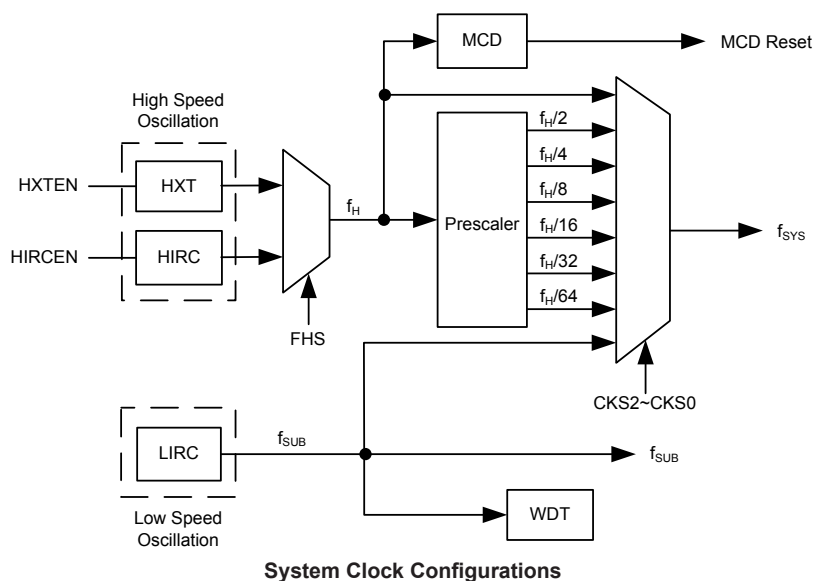 MCD
MCD Reset
High Speed
Oscillation
HXTEN
HXT
HIRCEN
HIRC
FHS
f_H
Prescaler
f_H/2
f_H/4
f_H/8
f_H/16
f_H/32
f_H/64
f_SYS
CKS2~CKS0
LIRC
f_SUB
f_SUB
Low Speed
Oscillation
WDT
System Clock Configurations